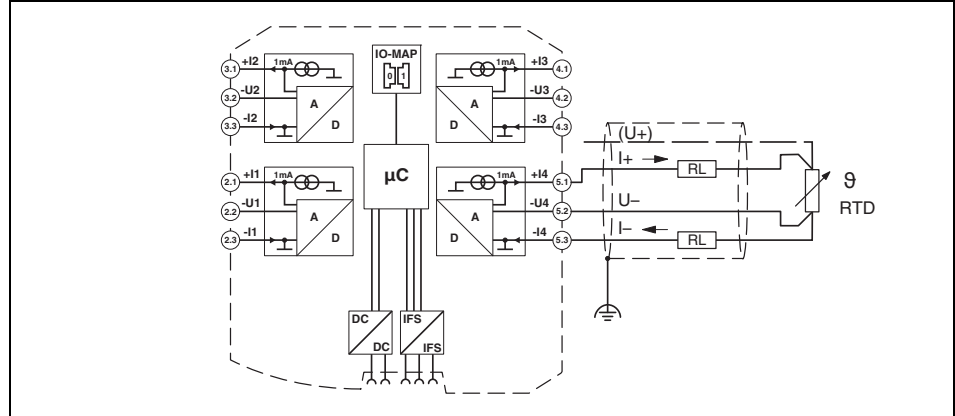 IO-MAP
0 1
3.1 +I2 1mA
3.2 -U2
A
D
3.3 -I2
1mA +I3 4.1
-U3 4.2
A
D
-I3 4.3
µC
2.1 +I1 1mA
2.2 -U1
A
D
2.3 -I1
1mA +I4 5.1
-U4 5.2
A
D
-I4 5.3
(U+)
I+ RL
U–
I– RL
ϑ
RTD
DC
DC
IFS
IFS